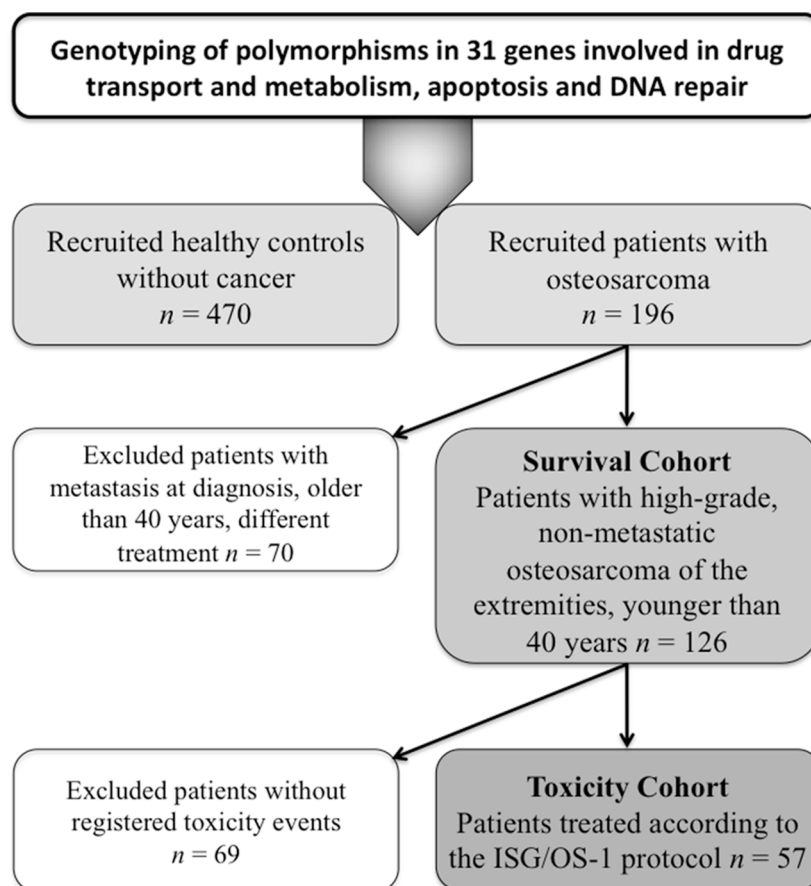 Genotyping of polymorphisms in 31 genes involved in drug
transport and metabolism, apoptosis and DNA repair
Recruited healthy controls
without cancer
n = 470
Recruited patients with
osteosarcoma
n = 196
Excluded patients with
metastasis at diagnosis, older
than 40 years, different
treatment n = 70
Survival Cohort
Patients with high-grade,
non-metastatic
osteosarcoma of the
extremities, younger than
40 years n = 126
Excluded patients without
registered toxicity events
n = 69
Toxicity Cohort
Patients treated according to
the ISG/OS-1 protocol n = 57